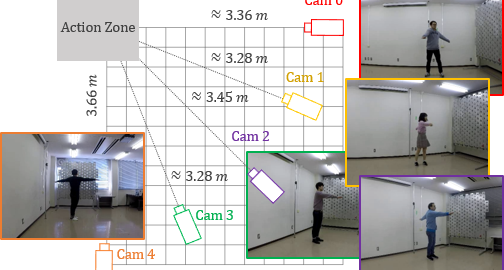 Cam 0
≈ 3.36 m
Action Zone
≈ 3.28 m
Cam 1
3.66 m
≈ 3.45 m
Cam 2
≈ 3.28 m
Cam 3
Cam 4